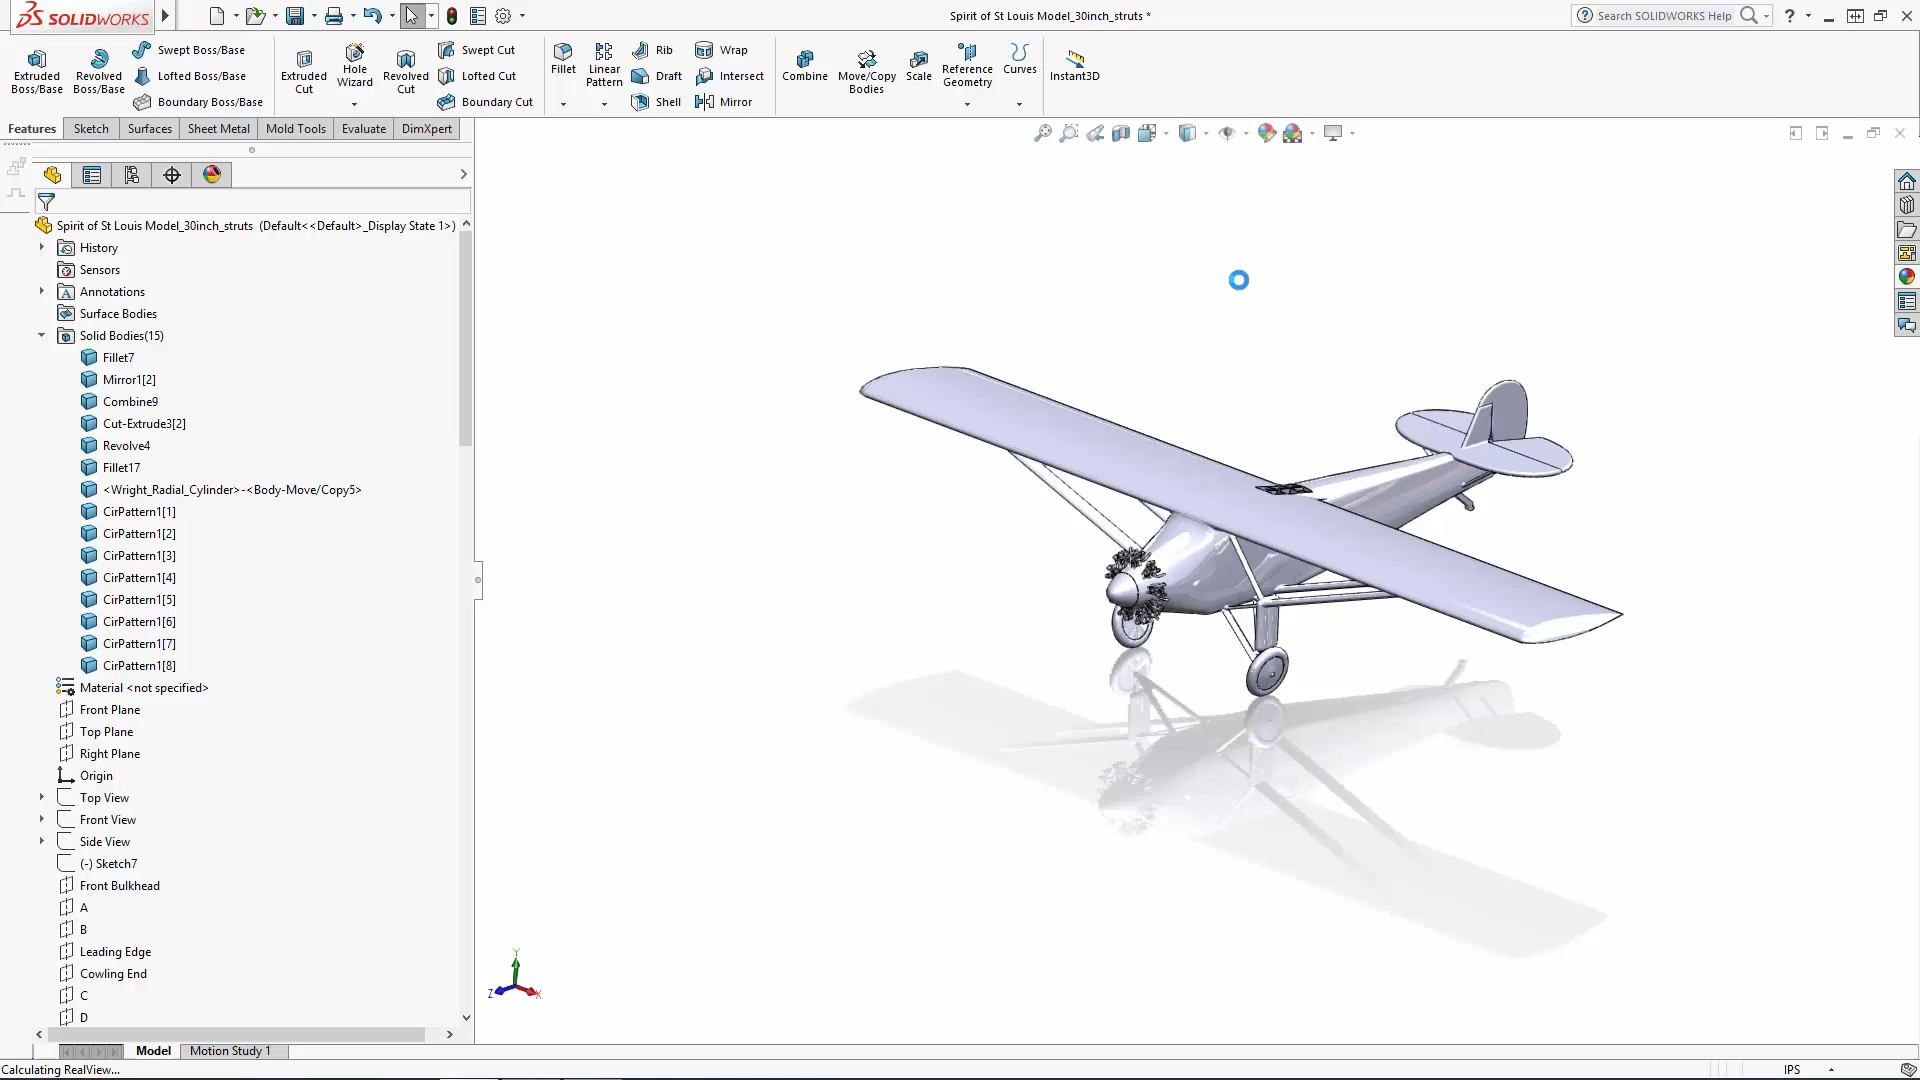 SOLIDWORKS
Spirit of St Louis Model_30inch_struts *
Search SOLIDWORKS Help
?
Extruded
Boss/Base
Revolved
Boss/Base
Swept Boss/Base
Lofted Boss/Base
Boundary Boss/Base
Extruded
Cut
Hole
Wizard
Revolved
Cut
Swept Cut
Lofted Cut
Boundary Cut
Fillet
Linear
Pattern
Rib
Draft
Shell
Wrap
Intersect
Mirror
Combine
Move/Copy
Bodies
Scale
Reference
Geometry
Curves
Instant3D
Features
Sketch
Surfaces
Sheet Metal
Mold Tools
Evaluate
DimXpert
Spirit of St Louis Model_30inch_struts (Default<<Default>_Display State 1>)
History
Sensors
Annotations
Surface Bodies
Solid Bodies(15)
Fillet7
Mirror1[2]
Combine9
Cut-Extrude3[2]
Revolve4
Fillet17
<Wright_Radial_Cylinder>-<Body-Move/Copy5>
CirPattern1[1]
CirPattern1[2]
CirPattern1[3]
CirPattern1[4]
CirPattern1[5]
CirPattern1[6]
CirPattern1[7]
CirPattern1[8]
Material <not specified>
Front Plane
Top Plane
Right Plane
Origin
Top View
Front View
Side View
(-) Sketch7
Front Bulkhead
A
B
Leading Edge
Cowling End
C
D
Y
Z
X
Model
Motion Study 1
Calculating RealView...
IPS